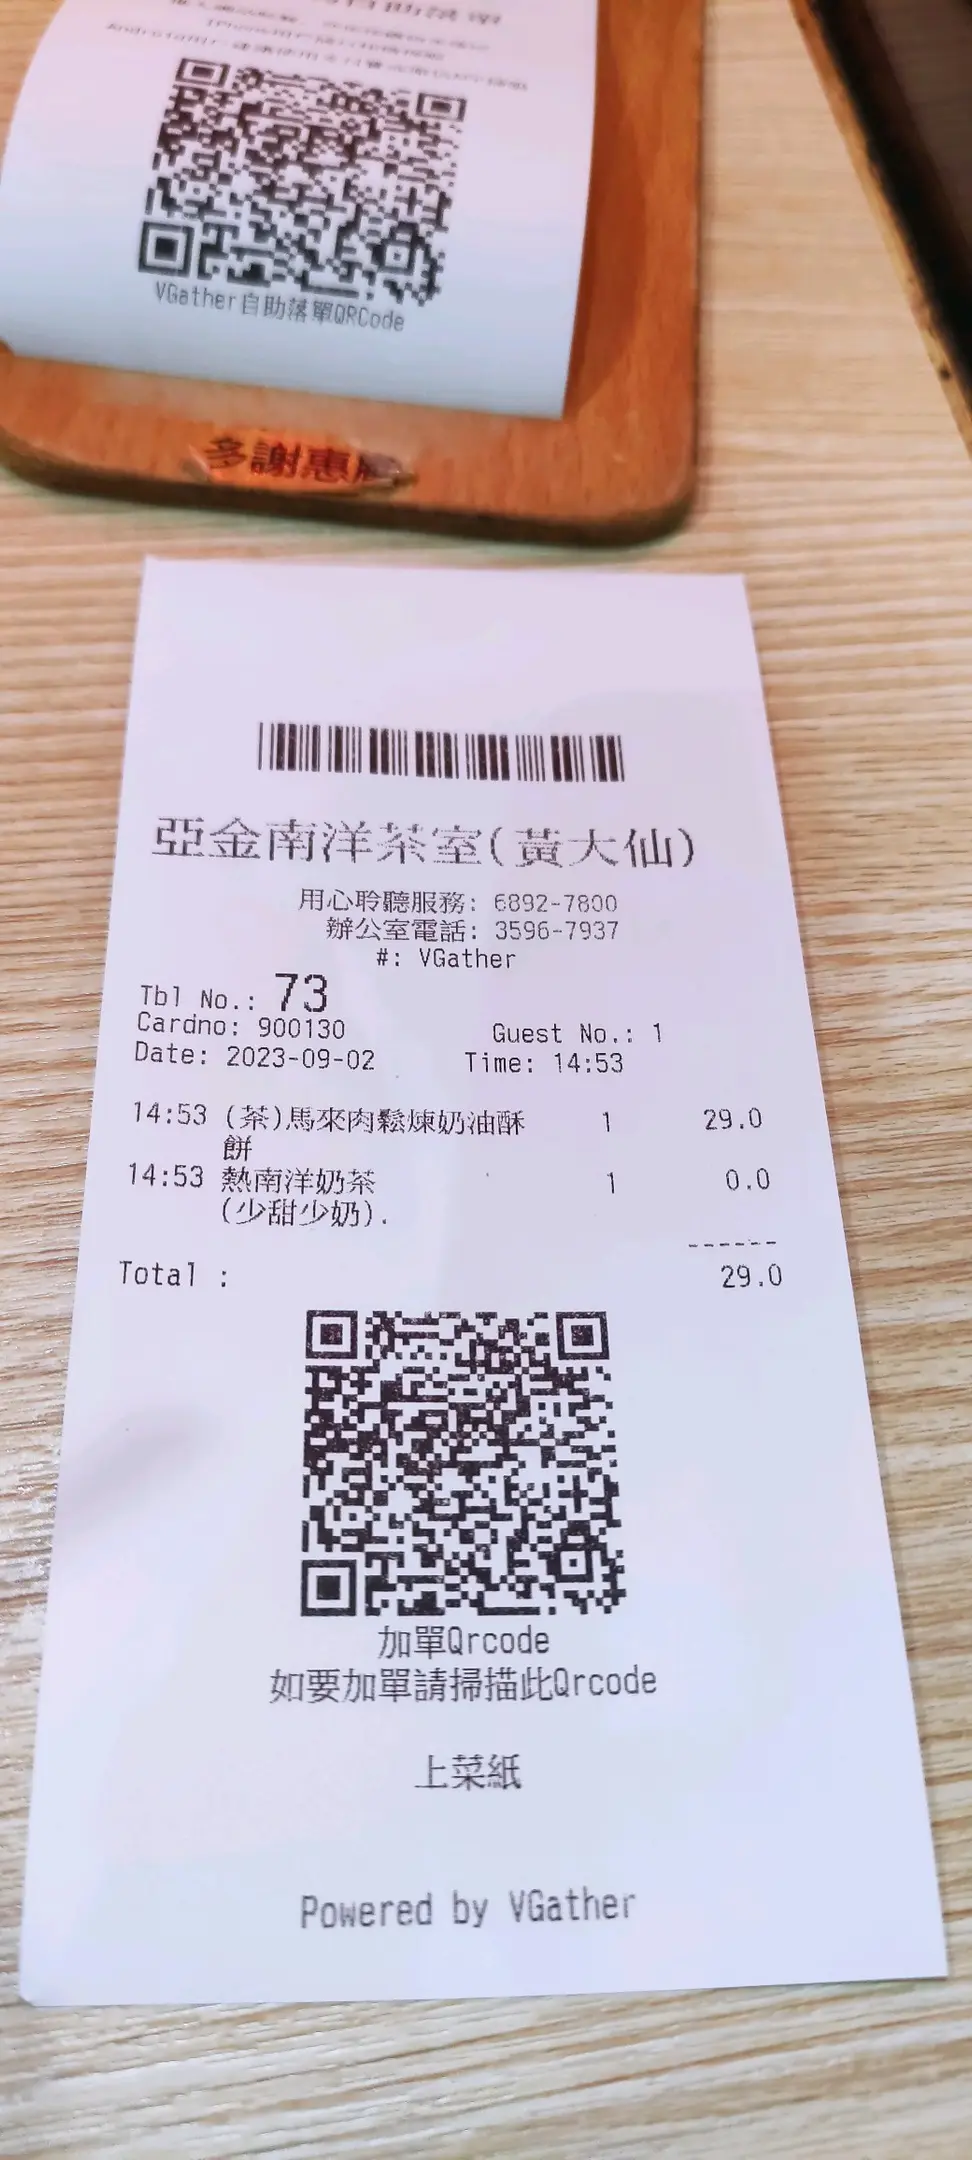 VGather自助落單QRCode
多謝惠
亞金南洋茶室(黃大仙)
用心聆聽服務: 6892-7800
辦公室電話: 3596-7937
#: VGather
Tbl No.: 73
Cardno: 900130 Guest No.: 1
Date: 2023-09-02 Time: 14:53
14:53 (茶)馬來肉鬆煉奶油酥 1 29.0
餅
14:53 熱南洋奶茶 1 0.0
(少甜少奶).
------
Total : 29.0
加單Qrcode
如要加單請掃描此Qrcode
上菜紙
Powered by VGather